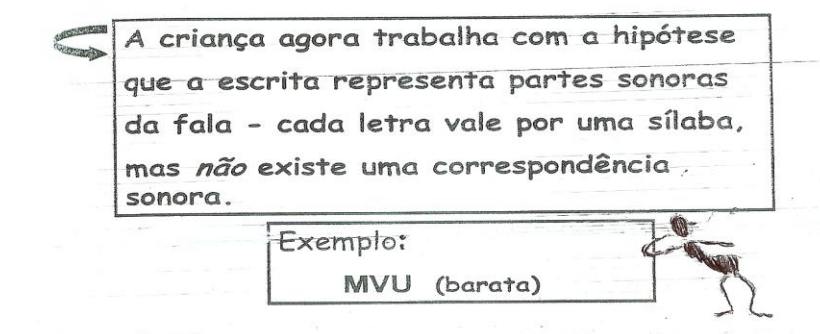 A criança agora trabalha com a hipótese
que a escrita representa partes sonoras
da fala - cada letra vale por uma sílaba,
mas não existe uma correspondência
sonora.
Exemplo:
MVU (barata)